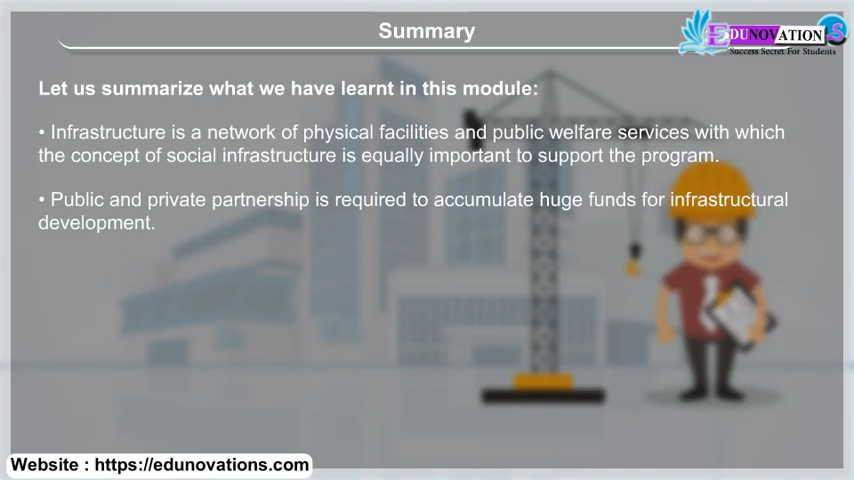 Summary
EDUNOVATIONS
Success Secret For Students
Let us summarize what we have learnt in this module:
• Infrastructure is a network of physical facilities and public welfare services with which
the concept of social infrastructure is equally important to support the program.
• Public and private partnership is required to accumulate huge funds for infrastructural
development.
Website : https://edunovations.com